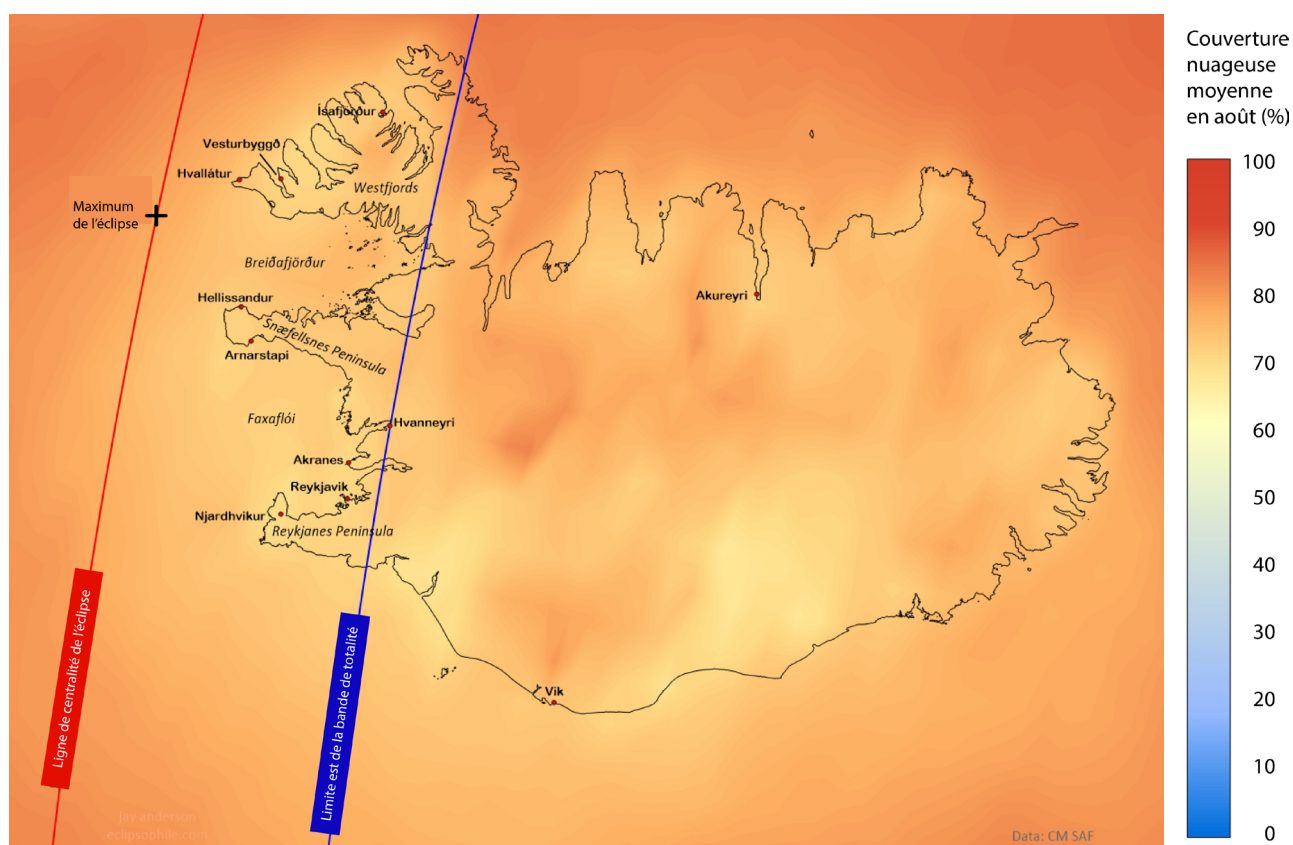 Couverture
nuageuse
moyenne
en août (%)
100
90
80
70
60
50
40
30
20
10
0
Ísafjörður
Vesturbyggð
Hvallátur
Westfjords
Maximum
de l'éclipse
Breiðafjörður
Hellissandur
Akureyri
Snæfellsnes Peninsula
Arnarstapi
Faxaflói
Hvanneyri
Akranes
Reykjavik
Njardhvikur
Reykjanes Peninsula
Ligne de centralité de l'éclipse
Limite est de la bande de totalité
Vik
jay anderson
eclipsophile.com
Data: CM SAF